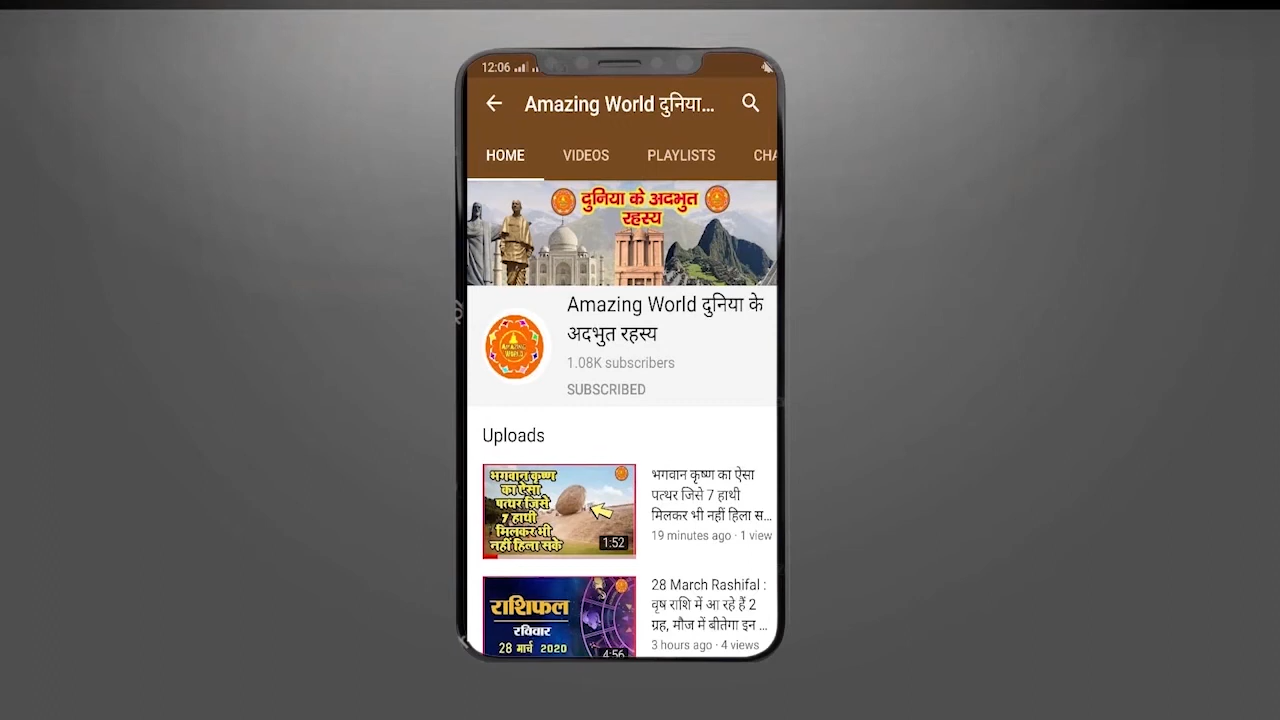 12:06
Amazing World दुनिया...
HOME VIDEOS PLAYLISTS CHA
दुनिया के अदभुत
रहस्य
Amazing World दुनिया के
अदभुत रहस्य
AMAZING
WORLD
1.08K subscribers
SUBSCRIBED
Uploads
भगवान कृष्ण
का ऐसा
पत्थर जिसे
7 हाथी
मिलकर भी
नहीं हिला सके
1:52
भगवान कृष्ण का ऐसा
पत्थर जिसे 7 हाथी
मिलकर भी नहीं हिला स...
19 minutes ago · 1 view
राशिफल
रविवार
28 मार्च 2020
4:56
28 March Rashifal :
वृष राशि में आ रहे हैं 2
ग्रह, मौज में बीतेगा इन ...
3 hours ago · 4 views